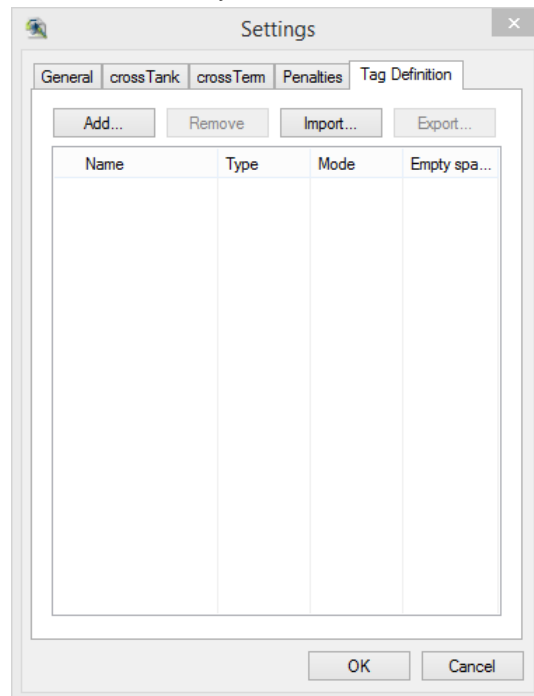 Settings
General crossTank crossTerm Penalties Tag Definition
Add... Remove Import... Export...
Name Type Mode Empty spa...
OK Cancel